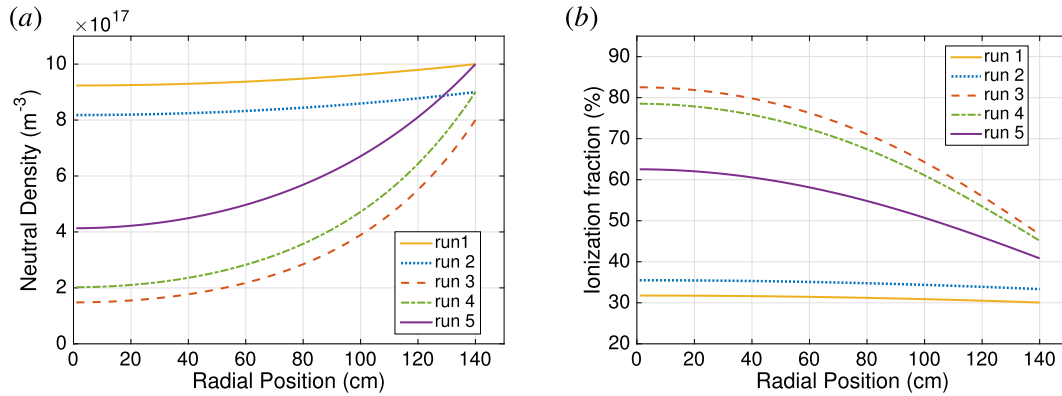 (a)
×10^17
Neutral Density (m^-3)
10
8
6
4
2
0
run1
run 2
run 3
run 4
run 5
0 20 40 60 80 100 120 140
Radial Position (cm)
(b)
Ionization fraction (%)
90
80
70
60
50
40
30
20
run 1
run 2
run 3
run 4
run 5
0 20 40 60 80 100 120 140
Radial Position (cm)